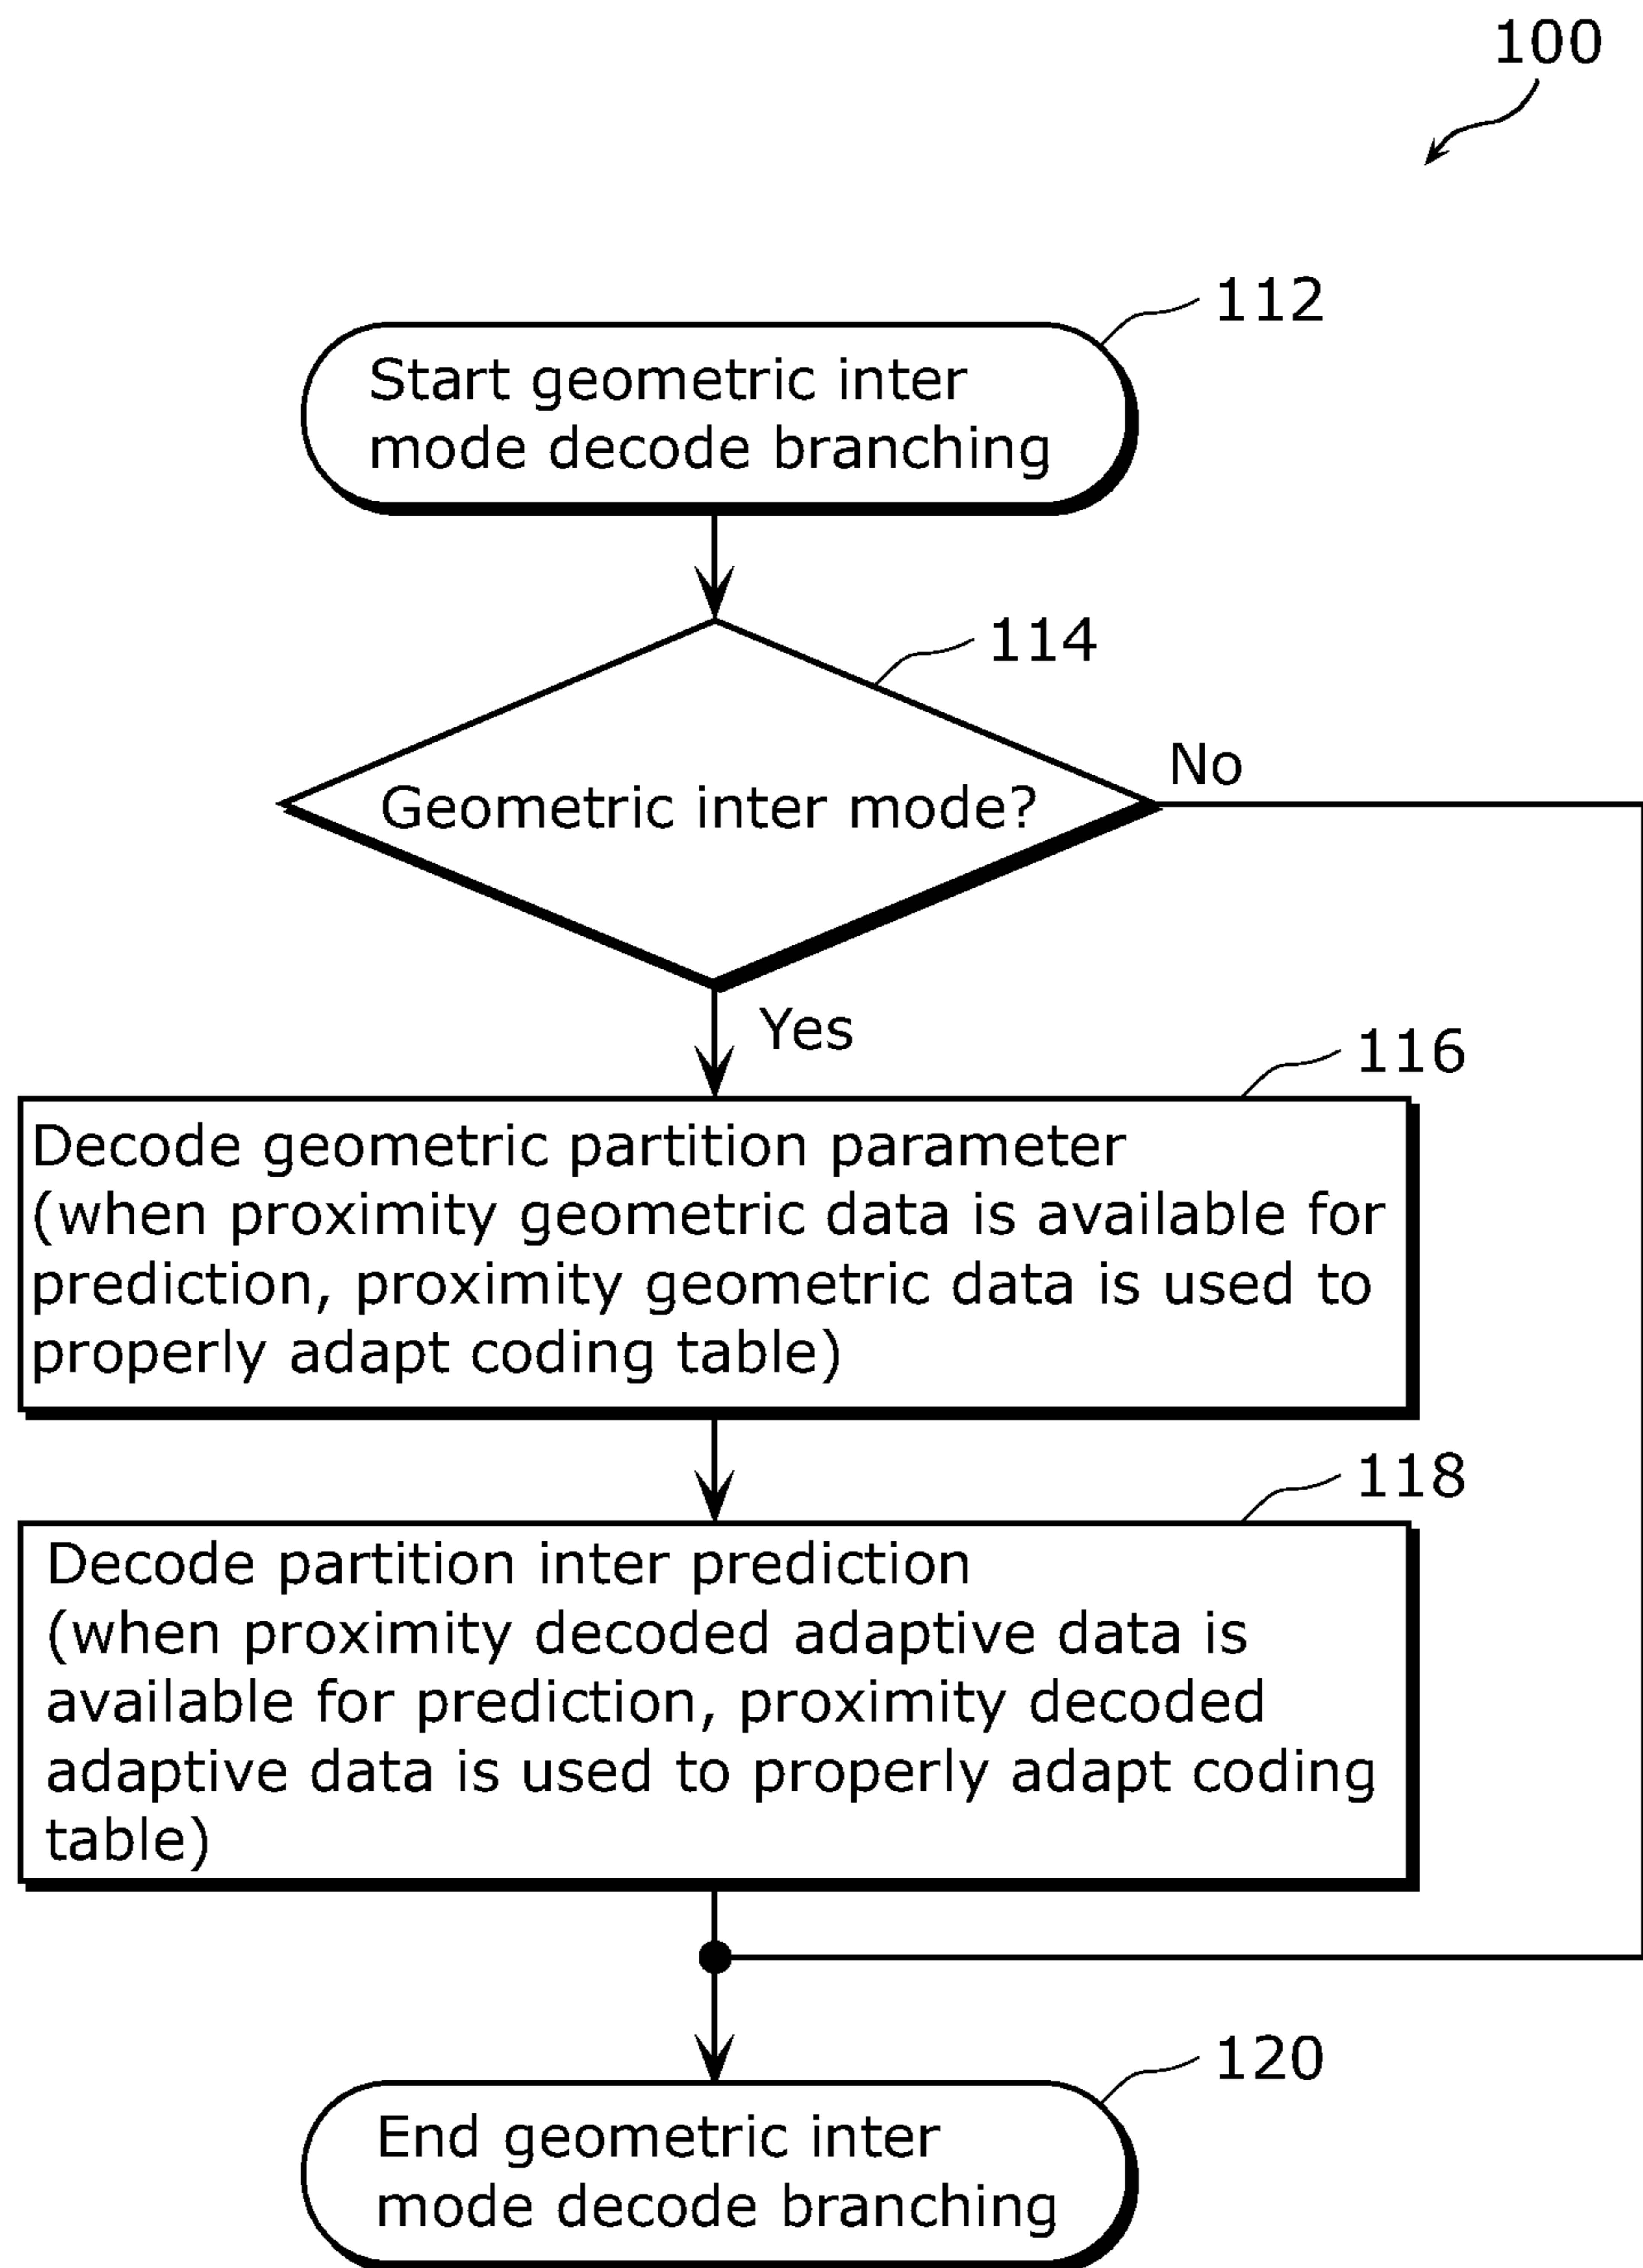 100
112
Start geometric inter
mode decode branching
114
No
Geometric inter mode?
Yes
116
Decode geometric partition parameter
(when proximity geometric data is available for
prediction, proximity geometric data is used to
properly adapt coding table)
118
Decode partition inter prediction
(when proximity decoded adaptive data is
available for prediction, proximity decoded
adaptive data is used to properly adapt coding
table)
120
End geometric inter
mode decode branching